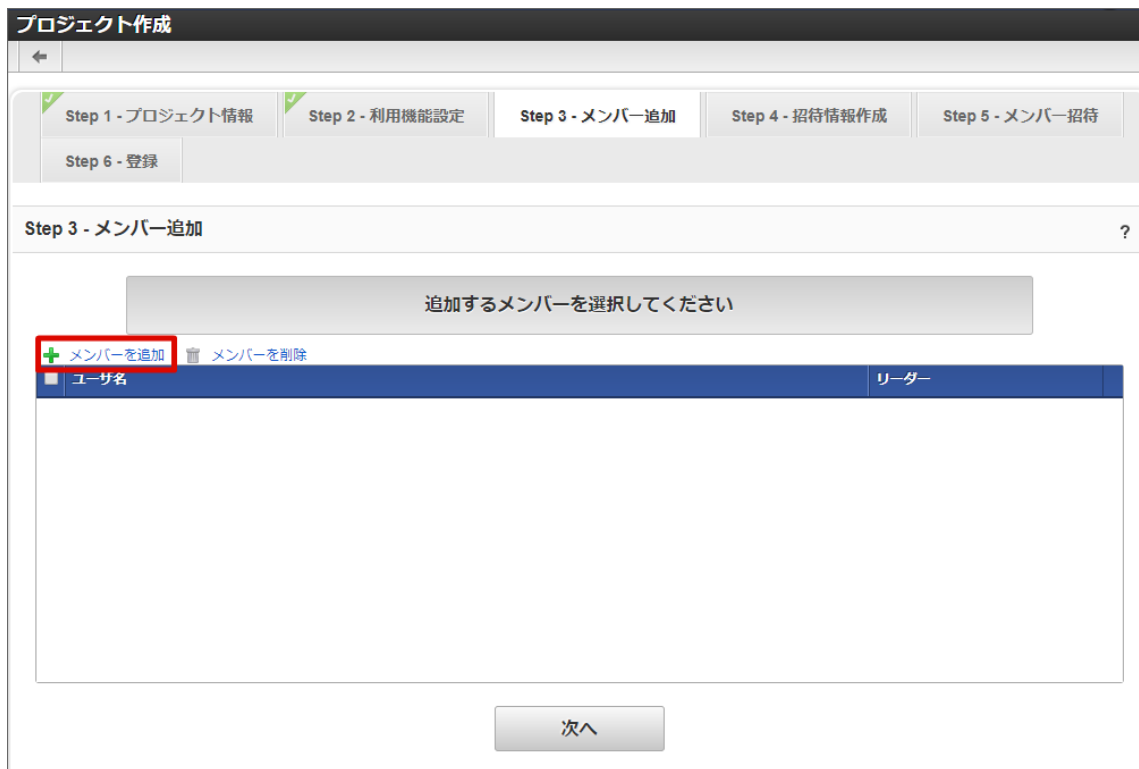 プロジェクト作成
Step 1 - プロジェクト情報
Step 2 - 利用機能設定
Step 3 - メンバー追加
Step 4 - 招待情報作成
Step 5 - メンバー招待
Step 6 - 登録
Step 3 - メンバー追加
?
追加するメンバーを選択してください
メンバーを追加
メンバーを削除
ユーザ名
リーダー
次へ